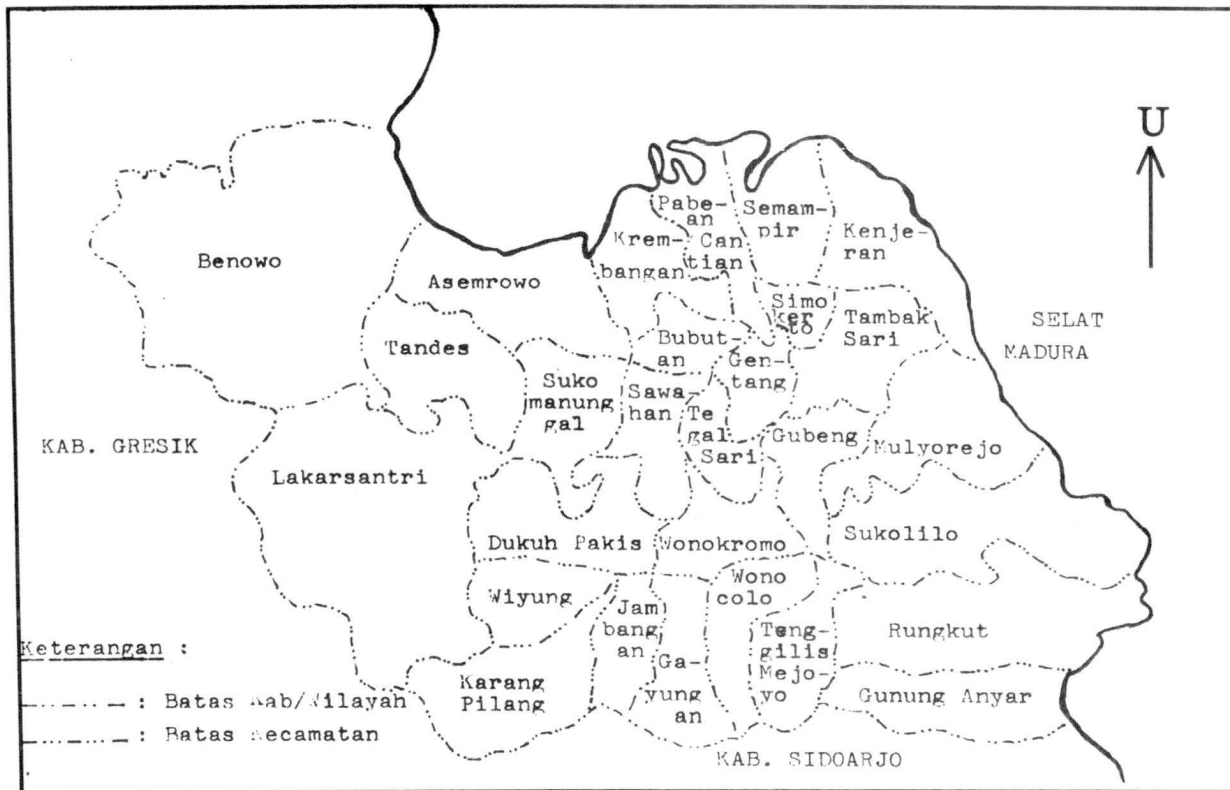 U
Benowo
Asemrowo
Tandes
Suko
manung
gal
Krem-
bangan
Pabe-
an
Can
tian
Semam-
pir
Kenje-
ran
Simo
ker
to
Tambak
Sari
SELAT
MADURA
Bubut-
an
Gen-
tang
Sawa-
han
Te
gal
Sari
Gubeng
Mulyorejo
KAB. GRESIK
Lakarsantri
Dukuh Pakis
Wonokromo
Sukolilo
Wiyung
Jam
bang
an
Wono
colo
Teng-
gilis
Mejo-
yo
Rungkut
Karang
Pilang
Ga-
yung
an
Gunung Anyar
Keterangan :
: Batas Kab/Wilayah
: Batas Kecamatan
KAB. SIDOARJO